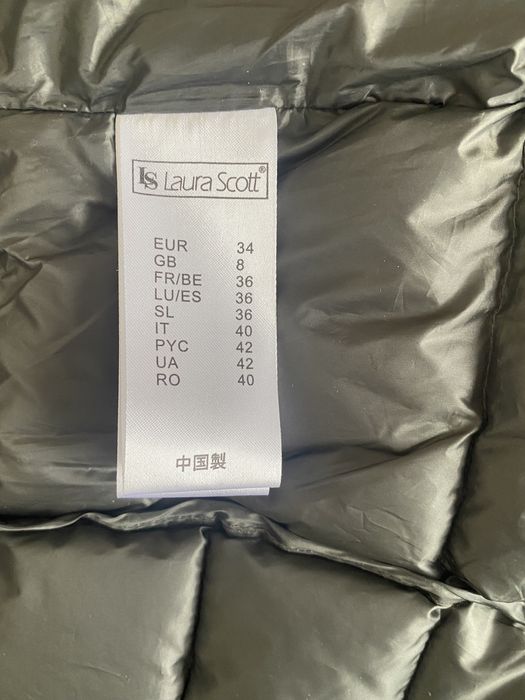 LS Laura Scott®
EUR 34
GB 8
FR/BE 36
LU/ES 36
SL 36
IT 40
PYC 42
UA 42
RO 40
中国製